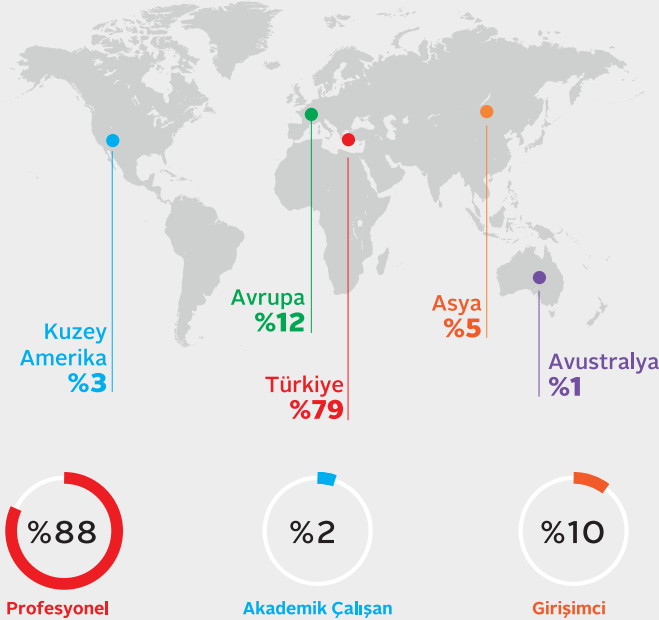 Kuzey
Amerika
%3
Avrupa
%12
Türkiye
%79
Asya
%5
Avustralya
%1
%88
Profesyonel
%2
Akademik Çalışan
%10
Girişimci